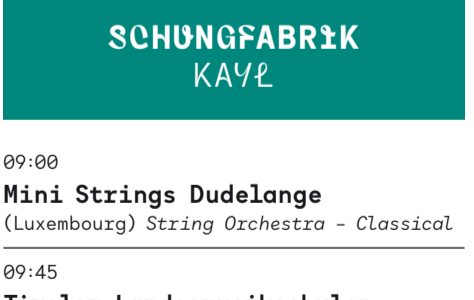 SCHUNGFABRIK
KAYL
09:00
Mini Strings Dudelange
(Luxembourg) String Orchestra – Classical
09:45